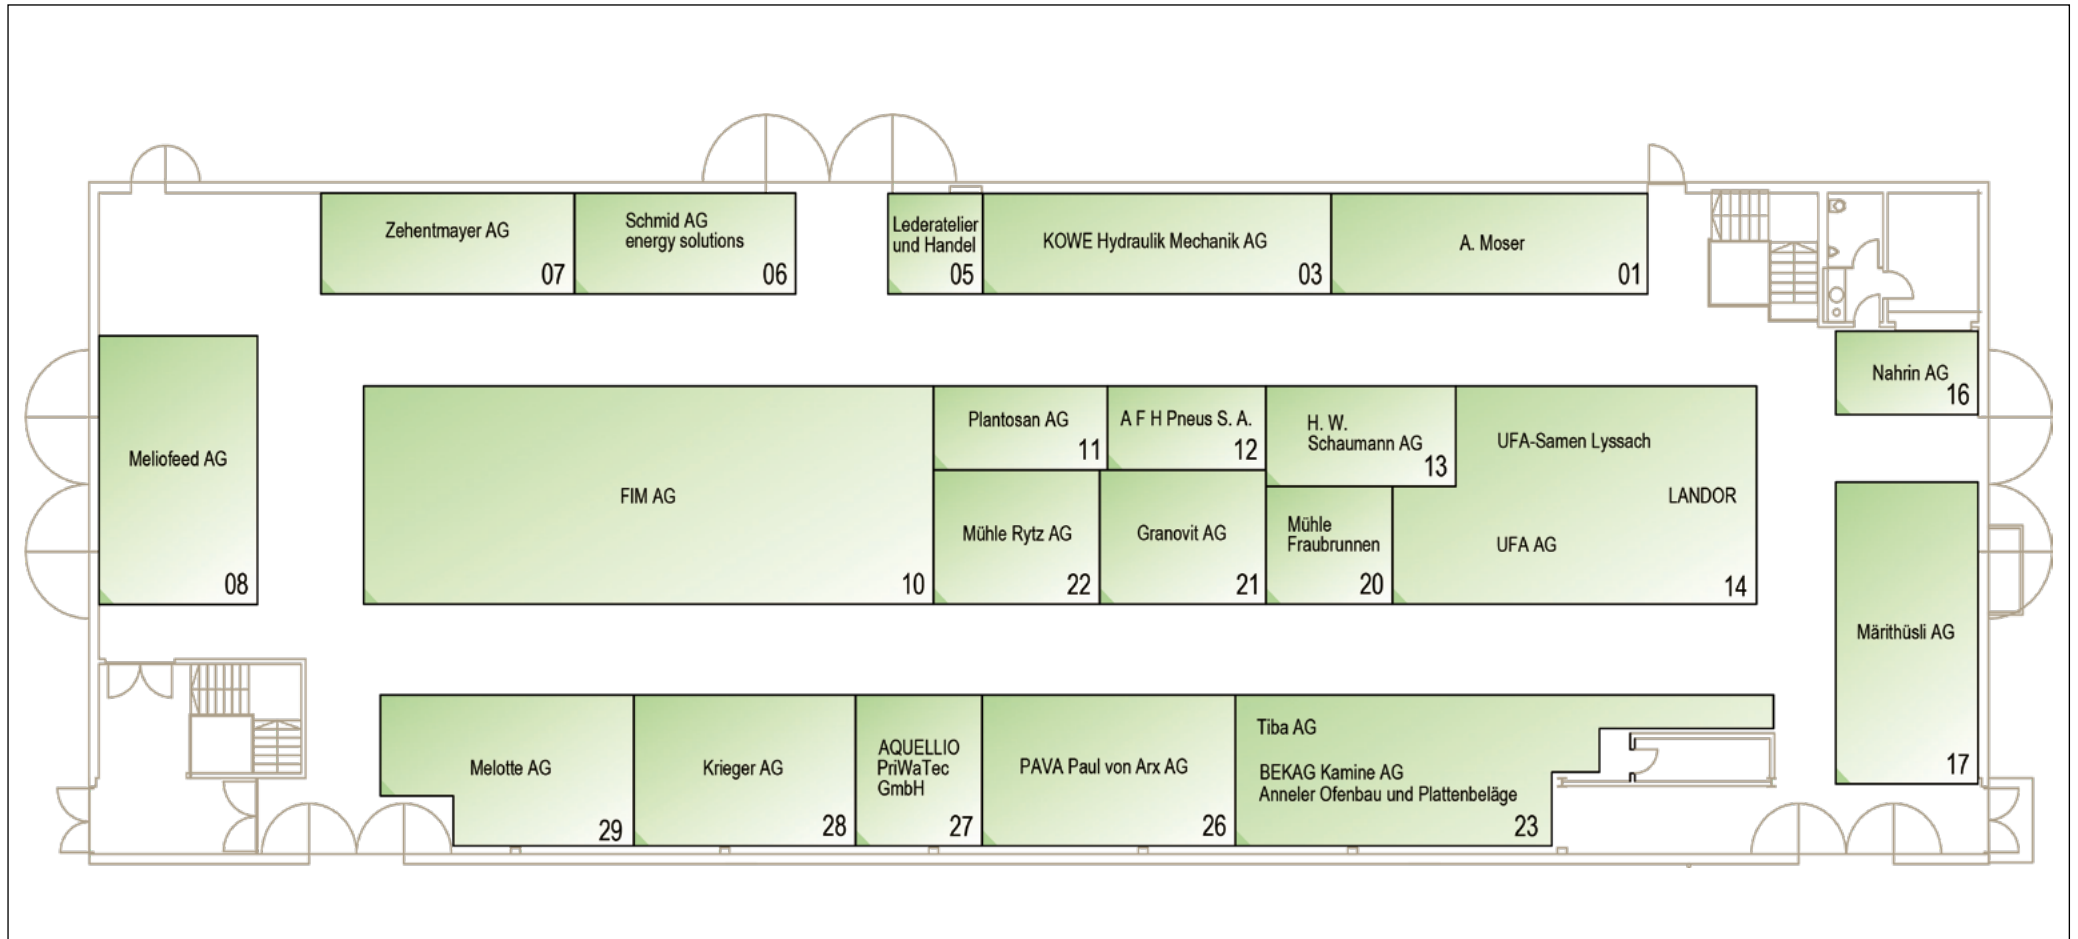 Zehentmayer AG
07
Schmid AG
energy solutions
06
Lederatelier
und Handel
05
KOWE Hydraulik Mechanik AG
03
A. Moser
01
Meliofeed AG
08
FIM AG
10
Plantosan AG
11
A F H Pneus S. A.
12
H. W.
Schaumann AG
13
UFA-Samen Lyssach
LANDOR
UFA AG
14
Nahrin AG
16
Mühle Rytz AG
22
Granovit AG
21
Mühle
Fraubrunnen
20
Märithüsli AG
17
Melotte AG
29
Krieger AG
28
AQUELLIO
PriWaTec
GmbH
27
PAVA Paul von Arx AG
26
Tiba AG
BEKAG Kamine AG
Anneler Ofenbau und Plattenbeläge
23